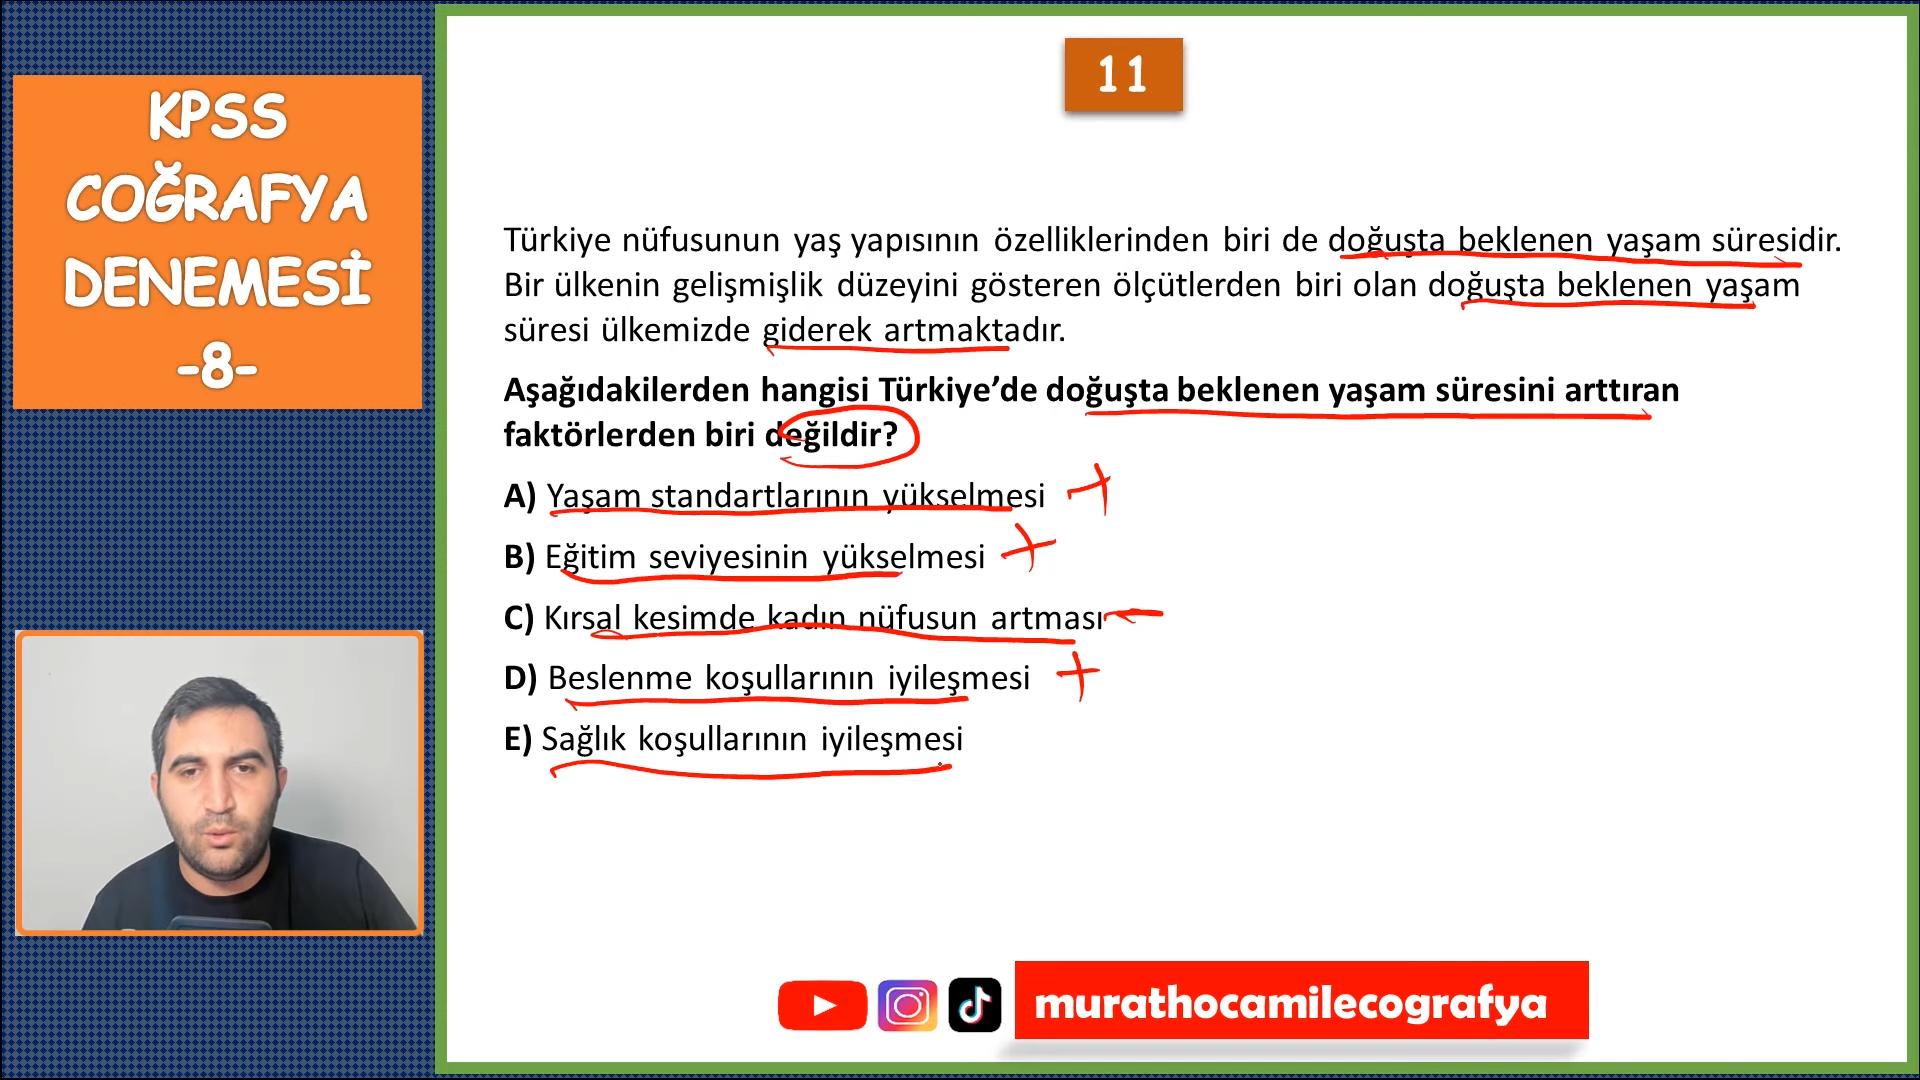 KPSS
COĞRAFYA
DENEMESİ
-8-
11
Türkiye nüfusunun yaş yapısının özelliklerinden biri de doğuşta beklenen yaşam süresidir.
Bir ülkenin gelişmişlik düzeyini gösteren ölçütlerden biri olan doğuşta beklenen yaşam
süresi ülkemizde giderek artmaktadır.
Aşağıdakilerden hangisi Türkiye’de doğuşta beklenen yaşam süresini arttıran
faktörlerden biri değildir?
A) Yaşam standartlarının yükselmesi +
B) Eğitim seviyesinin yükselmesi +
C) Kırsal kesimde kadın nüfusun artması -
D) Beslenme koşullarının iyileşmesi +
E) Sağlık koşullarının iyileşmesi
murathocamilecografya